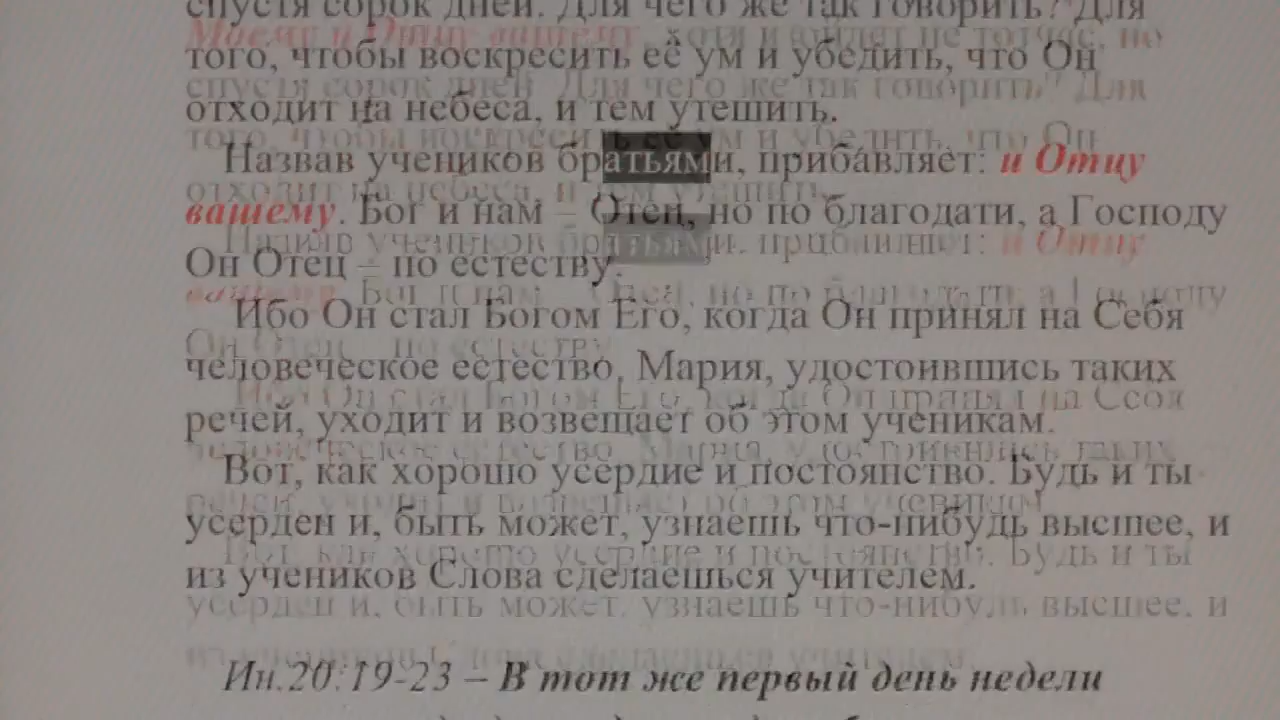 спустя сорок дней. Для чего же так говорить? Для
того, чтобы воскресить её ум и убедить, что Он
отходит на небеса, и тем утешить.
Назвав учеников братьями, прибавляет: и Отцу
вашему. Бог и нам – Отец, но по благодати, а Господу
Он Отец – по естеству.
Ибо Он стал Богом Его, когда Он принял на Себя
человеческое естество. Мария, удостоившись таких
речей, уходит и возвещает об этом ученикам.
Вот, как хорошо усердие и постоянство. Будь и ты
усерден и, быть может, узнаешь что-нибудь высшее, и
из учеников Слова сделаешься учителем.
Ин.20:19-23 – В тот же первый день недели